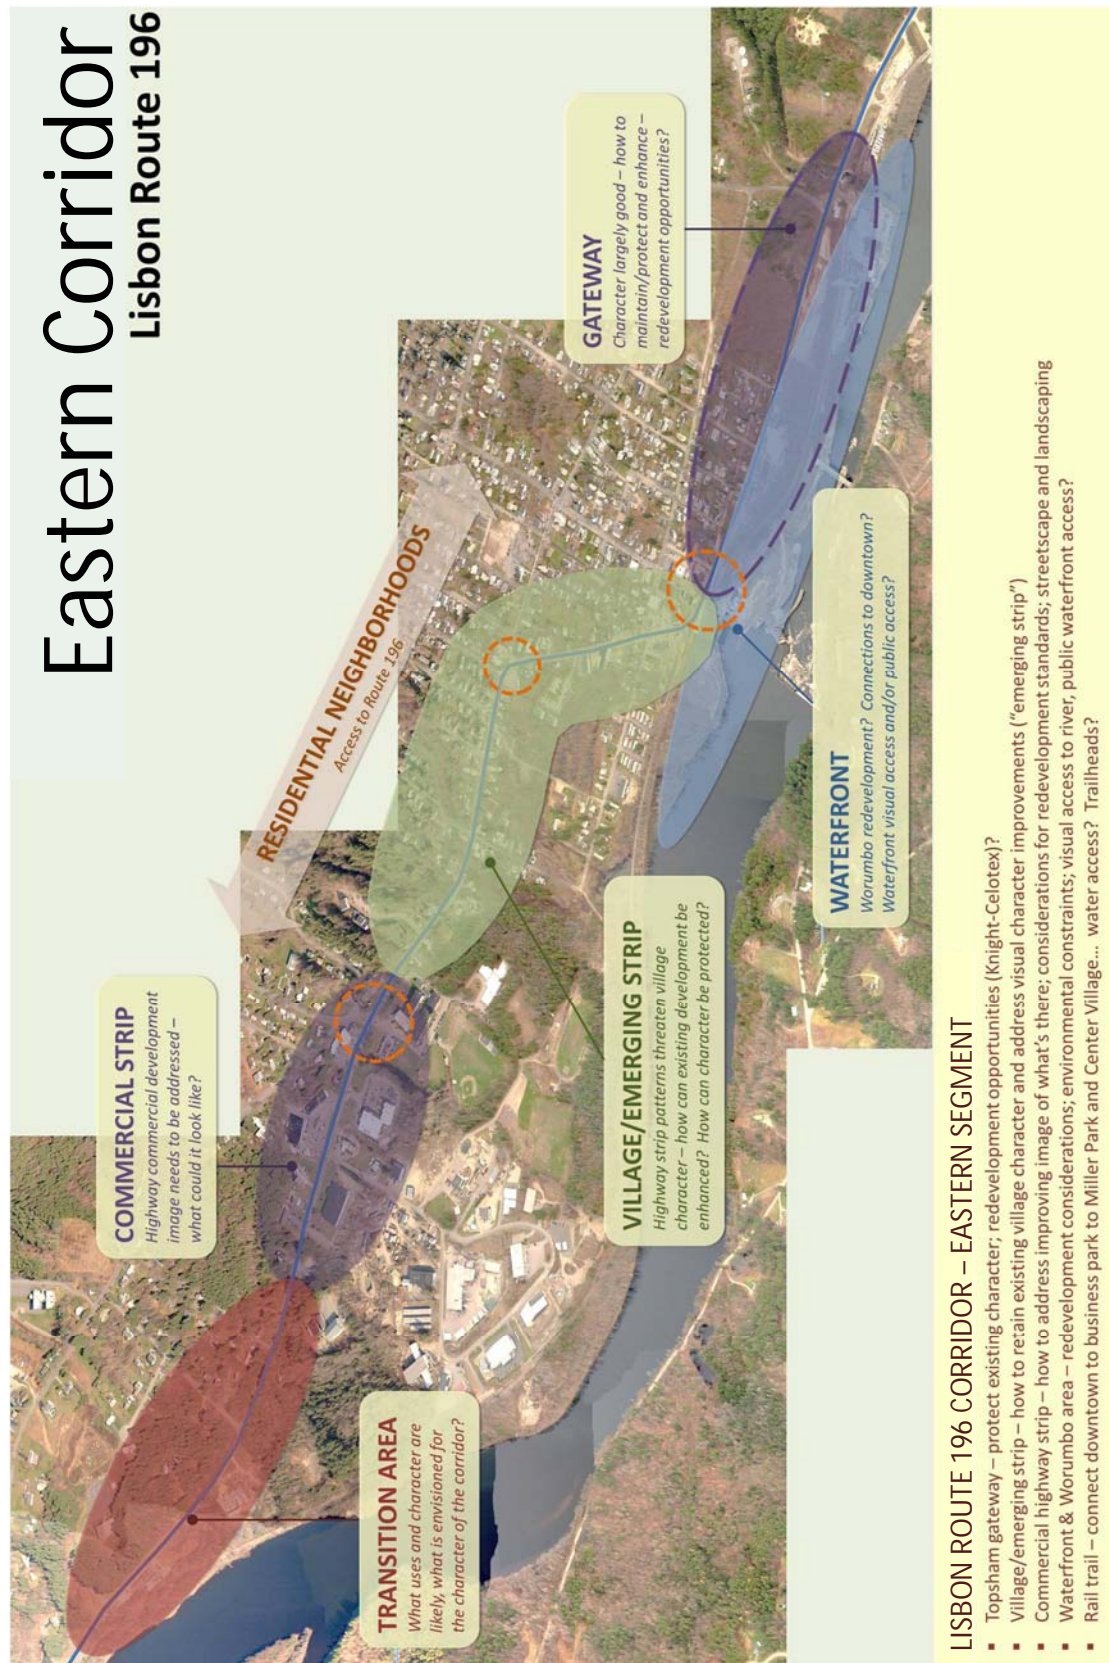 Eastern Corridor
Lisbon Route 196
TRANSITION AREA
What uses and character are
likely, what is envisioned for
the character of the corridor?
COMMERCIAL STRIP
Highway commercial development
image needs to be addressed –
what could it look like?
RESIDENTIAL NEIGHBORHOODS
Access to Route 196
VILLAGE/EMERGING STRIP
Highway strip patterns threaten village
character – how can existing development be
enhanced? How can character be protected?
WATERFRONT
Worumbo redevelopment? Connections to downtown?
Waterfront visual access and/or public access?
GATEWAY
Character largely good – how to
maintain/protect and enhance –
redevelopment opportunities?
LISBON ROUTE 196 CORRIDOR – EASTERN SEGMENT
▪ Topsham gateway – protect existing character; redevelopment opportunities (Knight-Celotex)?
▪ Village/emerging strip – how to retain existing village character and address visual character improvements (“emerging strip”)
▪ Commercial highway strip – how to address improving image of what’s there; considerations for redevelopment standards; streetscape and landscaping
▪ Waterfront & Worumbo area – redevelopment considerations; environmental constraints; visual access to river, public waterfront access?
▪ Rail trail – connect downtown to business park to Miller Park and Center Village... water access? Trailheads?